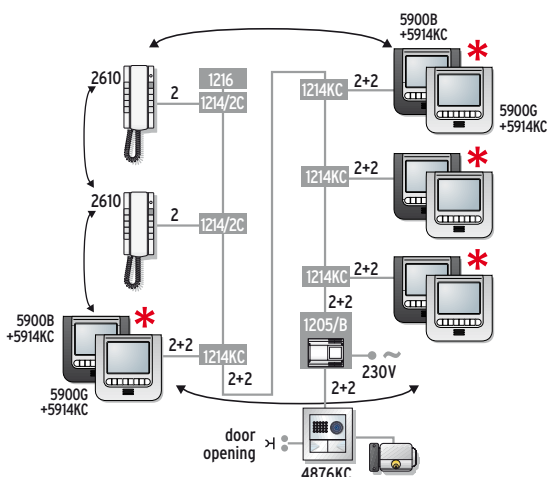 5900B
+5914KC
2610
1216
2
1214/2C
1214KC
2+2
5900G
+5914KC
1214KC
2+2
2610
2
1214/2C
1214KC
2+2
2+2
5900B
+5914KC
1205/B
2+2
1214KC
2+2
230V
5900G
+5914KC
2+2
door
opening
4876KC